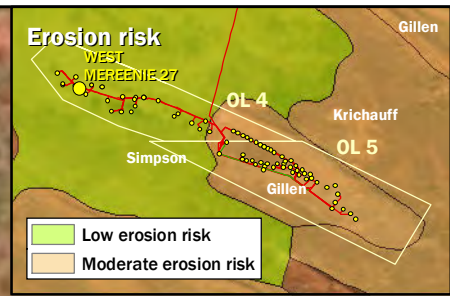 Gillen
Erosion risk
WEST
MEREENIE 27
OL 4
Krichauff
OL 5
Simpson
Gillen
Low erosion risk
Moderate erosion risk